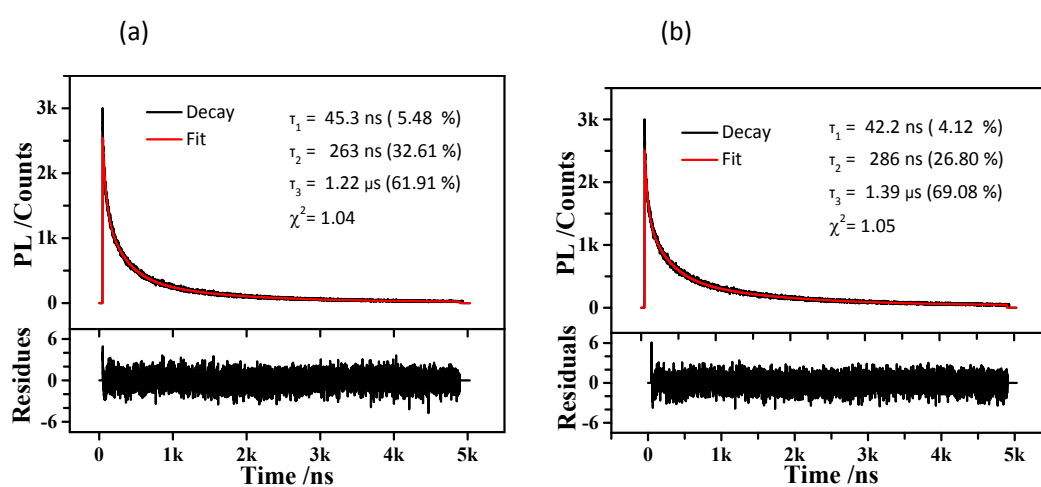 (a)
3k
2k
1k
0
PL /Counts
Decay
Fit
τ1 = 45.3 ns ( 5.48 %)
τ2 = 263 ns (32.61 %)
τ3 = 1.22 µs (61.91 %)
χ2= 1.04
6
0
-6
Residues
0 1k 2k 3k 4k 5k
Time /ns
(b)
3k
2k
1k
0
PL /Counts
Decay
Fit
τ1 = 42.2 ns ( 4.12 %)
τ2 = 286 ns (26.80 %)
τ3 = 1.39 µs (69.08 %)
χ2= 1.05
6
0
-6
Residuals
0 1k 2k 3k 4k 5k
Time /ns